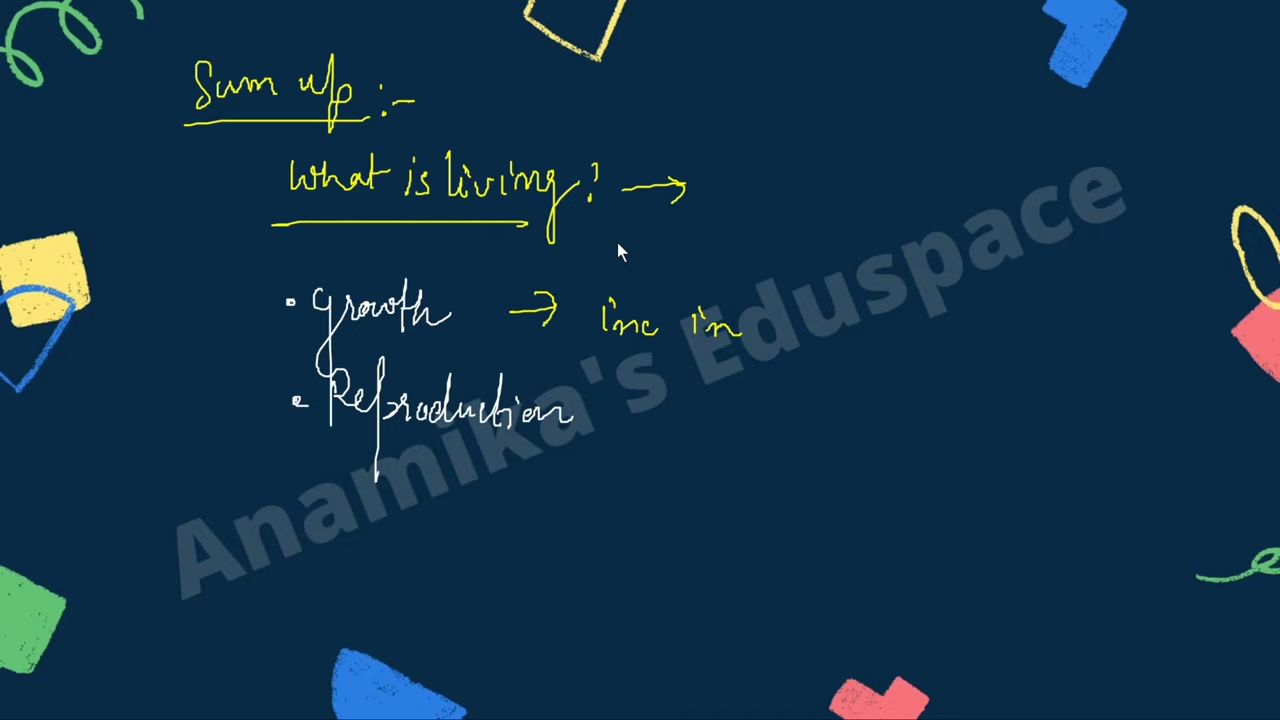 Sum up :-
What is living? →
• Growth → inc in
• Reproduction
Anamika's Eduspace